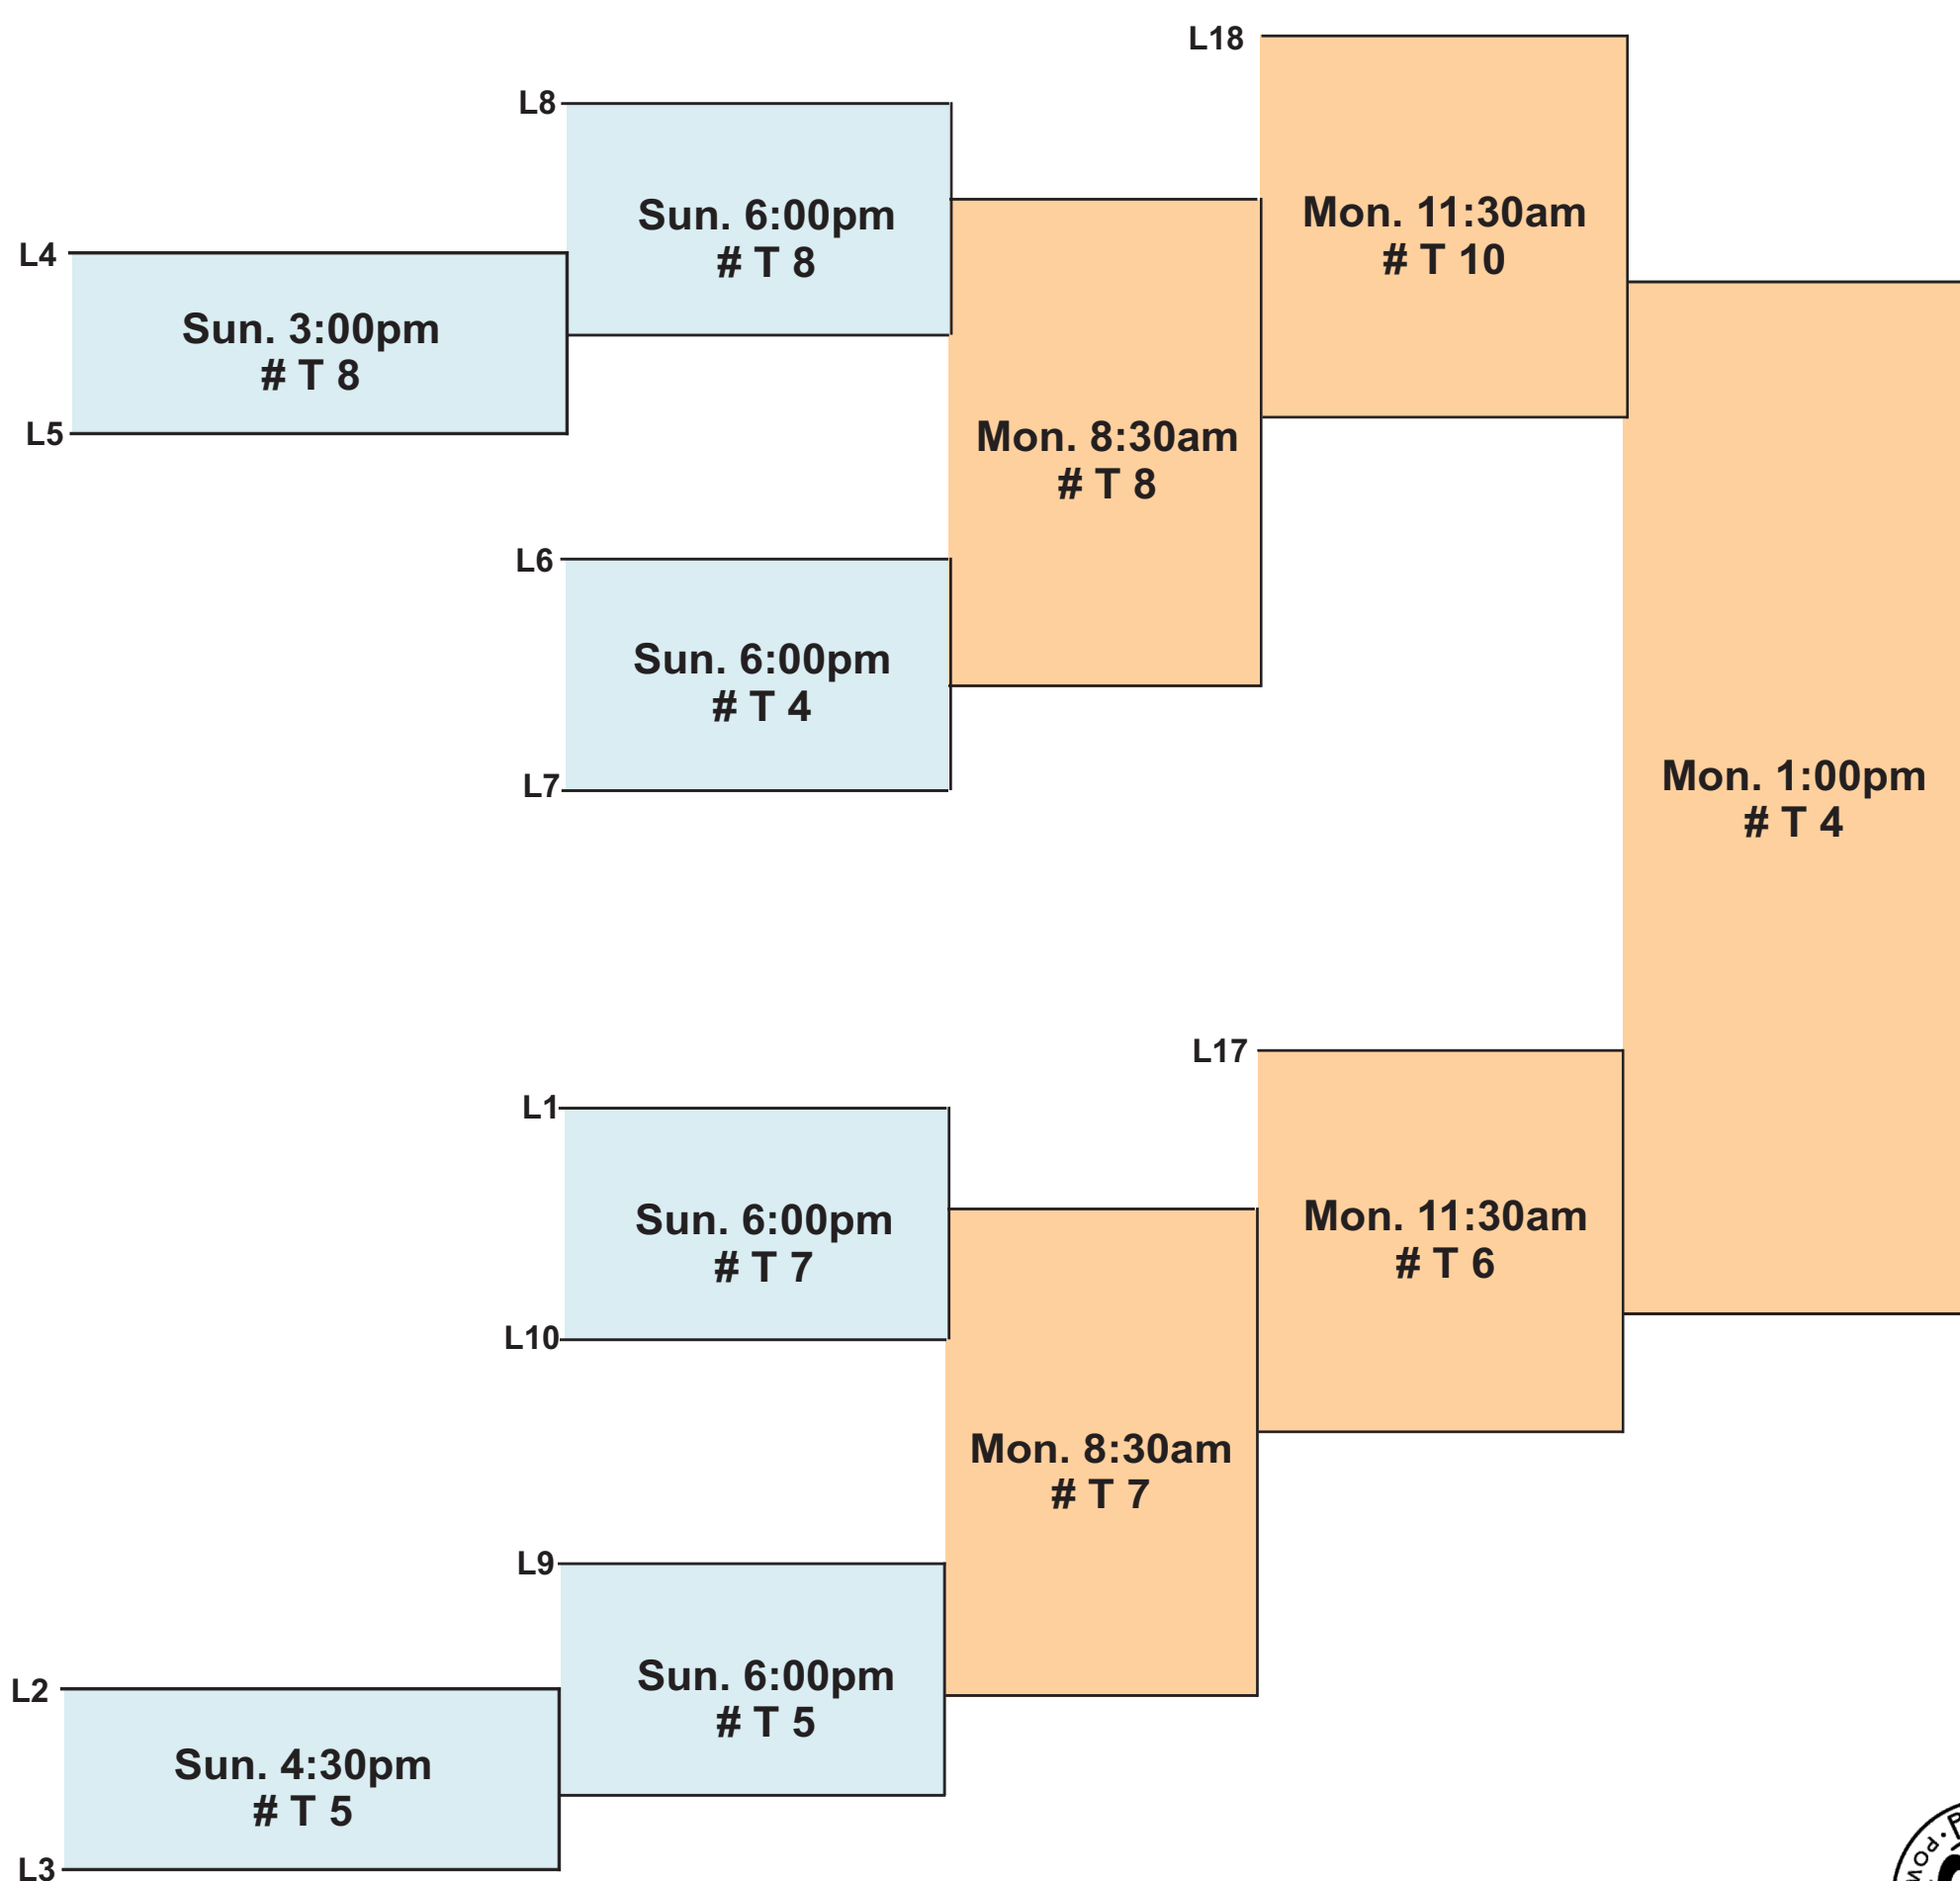 L18
L8
Mon. 11:30am
# T 10
Sun. 6:00pm
# T 8
L4
Sun. 3:00pm
# T 8
L5
Mon. 8:30am
# T 8
L6
Sun. 6:00pm
# T 4
L7
Mon. 1:00pm
# T 4
L17
L1
Sun. 6:00pm
# T 7
Mon. 11:30am
# T 6
L10
Mon. 8:30am
# T 7
L9
Sun. 6:00pm
# T 5
L2
Sun. 4:30pm
# T 5
L3